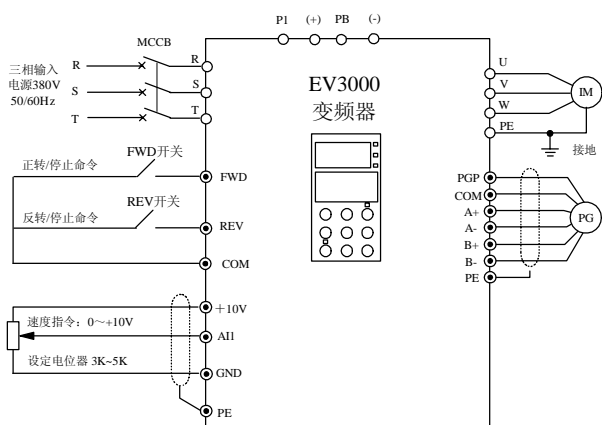 P1 (+) PB (-)
MCCB
三相输入
电源380V
50/60Hz
R
S
T
R
S
T
EV3000
变频器
U
V
W
PE
IM
接地
正转/停止命令
FWD开关
FWD
反转/停止命令
REV开关
REV
COM
PGP
COM
A+
A-
B+
B-
PE
PG
+10V
速度指令：0～+10V
AI1
设定电位器 3K~5K
GND
PE